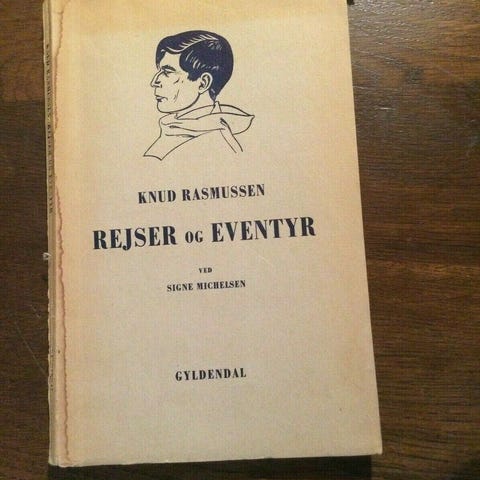 KNUD RASMUSSEN
REJSER OG EVENTYR
VED
SIGNE MICHELSEN
GYLDENDAL